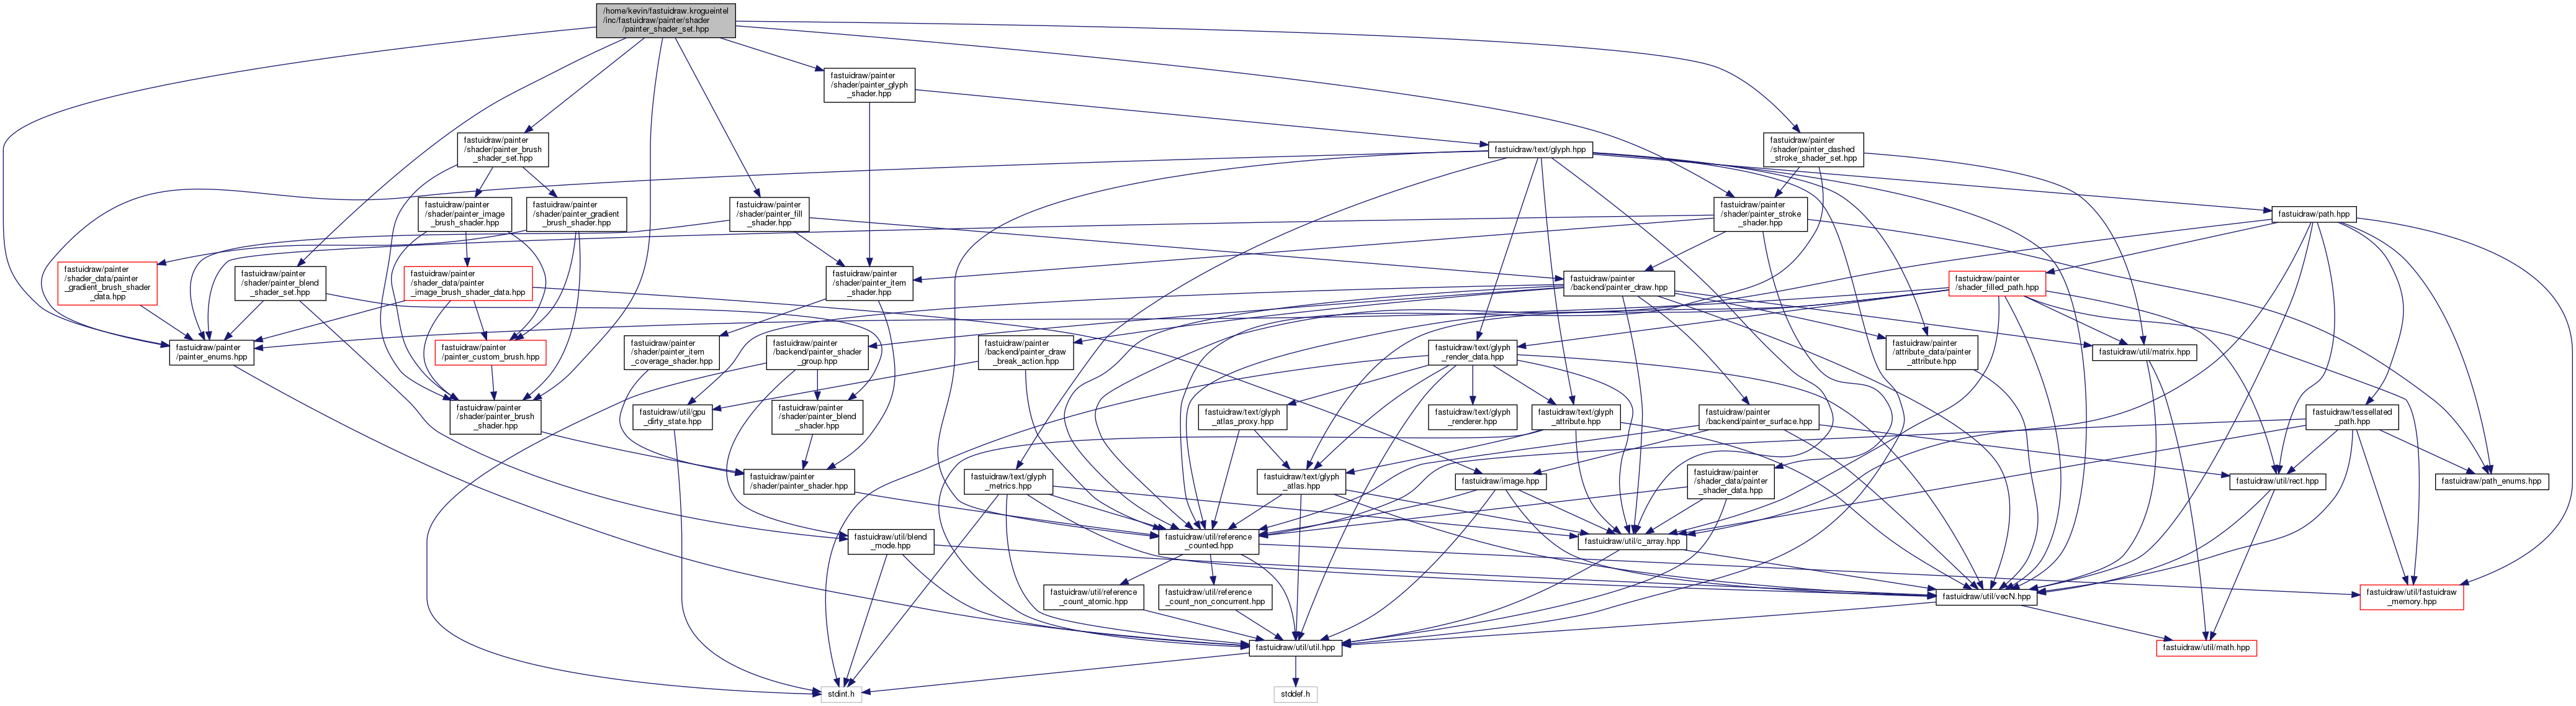 /home/kevin/fastuidraw.krogueintel
/inc/fastuidraw/painter/shader
/painter_shader_set.hpp
fastuidraw/painter
/shader/painter_glyph
_shader.hpp
fastuidraw/painter
/shader/painter_brush
_shader_set.hpp
fastuidraw/text/glyph.hpp
fastuidraw/painter
/shader/painter_dashed
_stroke_shader_set.hpp
fastuidraw/painter
/shader/painter_image
_brush_shader.hpp
fastuidraw/painter
/shader/painter_gradient
_brush_shader.hpp
fastuidraw/painter
/shader/painter_fill
_shader.hpp
fastuidraw/painter
/shader/painter_stroke
_shader.hpp
fastuidraw/path.hpp
fastuidraw/painter
/shader_data/painter
_gradient_brush_shader
_data.hpp
fastuidraw/painter
/shader/painter_blend
_shader_set.hpp
fastuidraw/painter
/shader_data/painter
_image_brush_shader_data.hpp
fastuidraw/painter
/shader/painter_item
_shader.hpp
fastuidraw/painter
/backend/painter_draw.hpp
fastuidraw/painter
/shader_filled_path.hpp
fastuidraw/painter
/painter_enums.hpp
fastuidraw/painter
/painter_custom_brush.hpp
fastuidraw/painter
/shader/painter_item
_coverage_shader.hpp
fastuidraw/painter
/backend/painter_shader
_group.hpp
fastuidraw/painter
/backend/painter_draw
_break_action.hpp
fastuidraw/text/glyph
_render_data.hpp
fastuidraw/painter
/attribute_data/painter
_attribute.hpp
fastuidraw/util/matrix.hpp
fastuidraw/painter
/shader/painter_brush
_shader.hpp
fastuidraw/util/gpu
_dirty_state.hpp
fastuidraw/painter
/shader/painter_blend
_shader.hpp
fastuidraw/text/glyph
_atlas_proxy.hpp
fastuidraw/text/glyph
_renderer.hpp
fastuidraw/text/glyph
_attribute.hpp
fastuidraw/painter
/backend/painter_surface.hpp
fastuidraw/tessellated
_path.hpp
fastuidraw/painter
/shader/painter_shader.hpp
fastuidraw/text/glyph
_metrics.hpp
fastuidraw/text/glyph
_atlas.hpp
fastuidraw/image.hpp
fastuidraw/painter
/shader_data/painter
_shader_data.hpp
fastuidraw/util/rect.hpp
fastuidraw/path_enums.hpp
fastuidraw/util/blend
_mode.hpp
fastuidraw/util/reference
_counted.hpp
fastuidraw/util/c_array.hpp
fastuidraw/util/reference
_count_atomic.hpp
fastuidraw/util/reference
_count_non_concurrent.hpp
fastuidraw/util/vecN.hpp
fastuidraw/util/fastuidraw
_memory.hpp
fastuidraw/util/util.hpp
fastuidraw/util/math.hpp
stdint.h
stddef.h